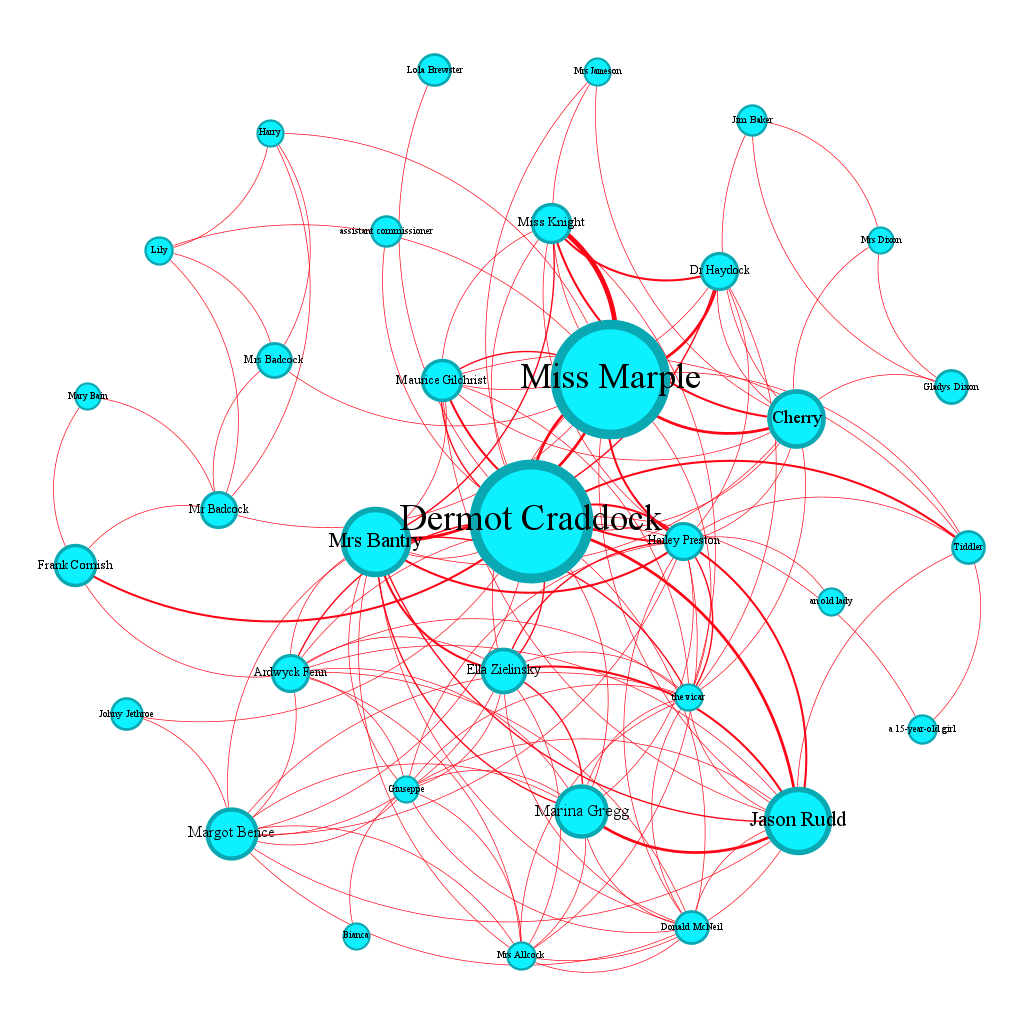 Lola Brewster
Mrs Jameson
Jim Baker
Harry
Miss Knight
assistant commissioner
Mrs Dixon
Lily
Dr Haydock
Mrs Badcock
Maurice Gilchrist
Miss Marple
Gladys Dixon
Mary Bain
Cherry
Mr Badcock
Dermot Craddock
Mrs Bantry
Hailey Preston
Tiddler
Frank Cornish
an old lady
Ardwyck Fenn
Ella Zielinsky
the vicar
Johny Jethroe
a 15-year-old girl
Giuseppe
Marina Gregg
Jason Rudd
Margot Bence
Donald McNeil
Bianca
Mrs Allcock